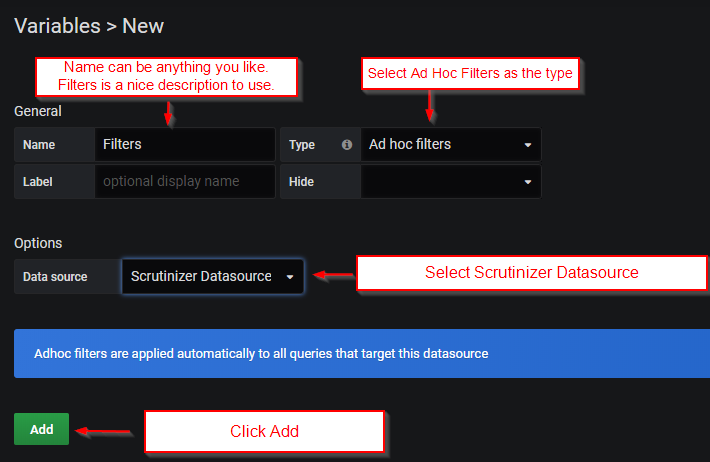 Variables > New
Name can be anything you like.
Filters is a nice description to use.
Select Ad Hoc Filters as the type
General
Name Filters Type Ad hoc filters
Label optional display name Hide
Options
Data source Scrutinizer Datasource
Select Scrutinizer Datasource
Adhoc filters are applied automatically to all queries that target this datasource
Add
Click Add